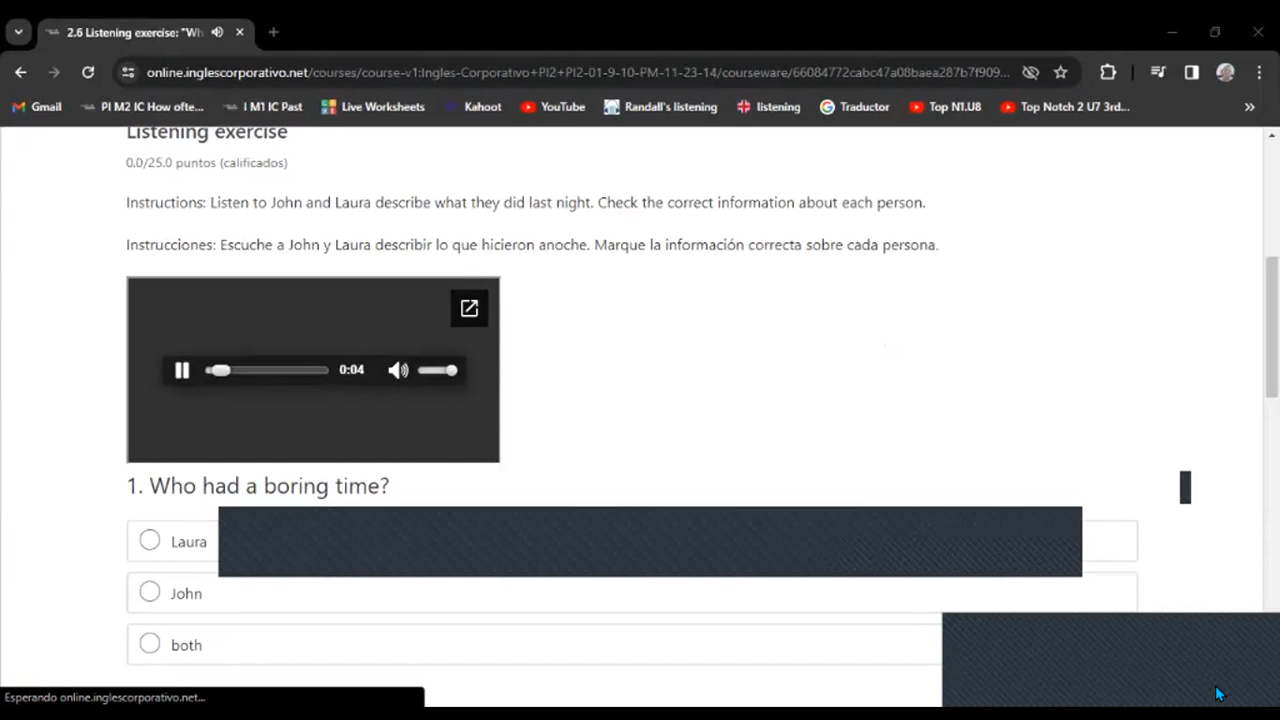 2.6 Listening exercise: "Wh
online.inglescorporativo.net/courses/course-v1:Ingles-Corporativo+PI2+PI2-01-9-10-PM-11-23-14/courseware/66084772cabc47a08baea287b7f909...
Gmail PI M2 IC How ofte... I M1 IC Past Live Worksheets Kahoot YouTube Randall's listening listening Traductor Top N1.U8 Top Notch 2 U7 3rd... »
Listening exercise
0.0/25.0 puntos (calificados)
Instructions: Listen to John and Laura describe what they did last night. Check the correct information about each person.
Instrucciones: Escuche a John y Laura describir lo que hicieron anoche. Marque la información correcta sobre cada persona.
0:04
1. Who had a boring time?
Laura
John
both
Esperando online.inglescorporativo.net...